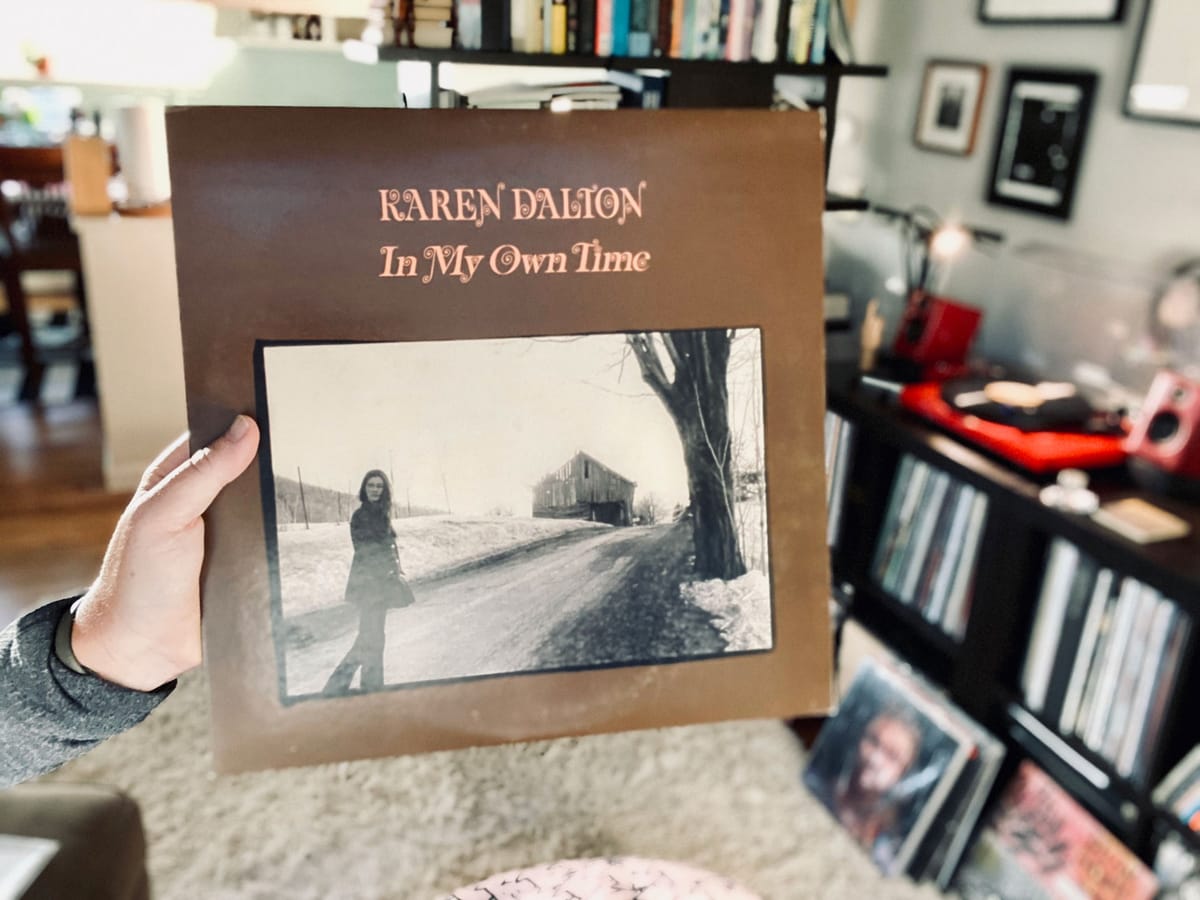 KAREN DALTON
In My Own Time